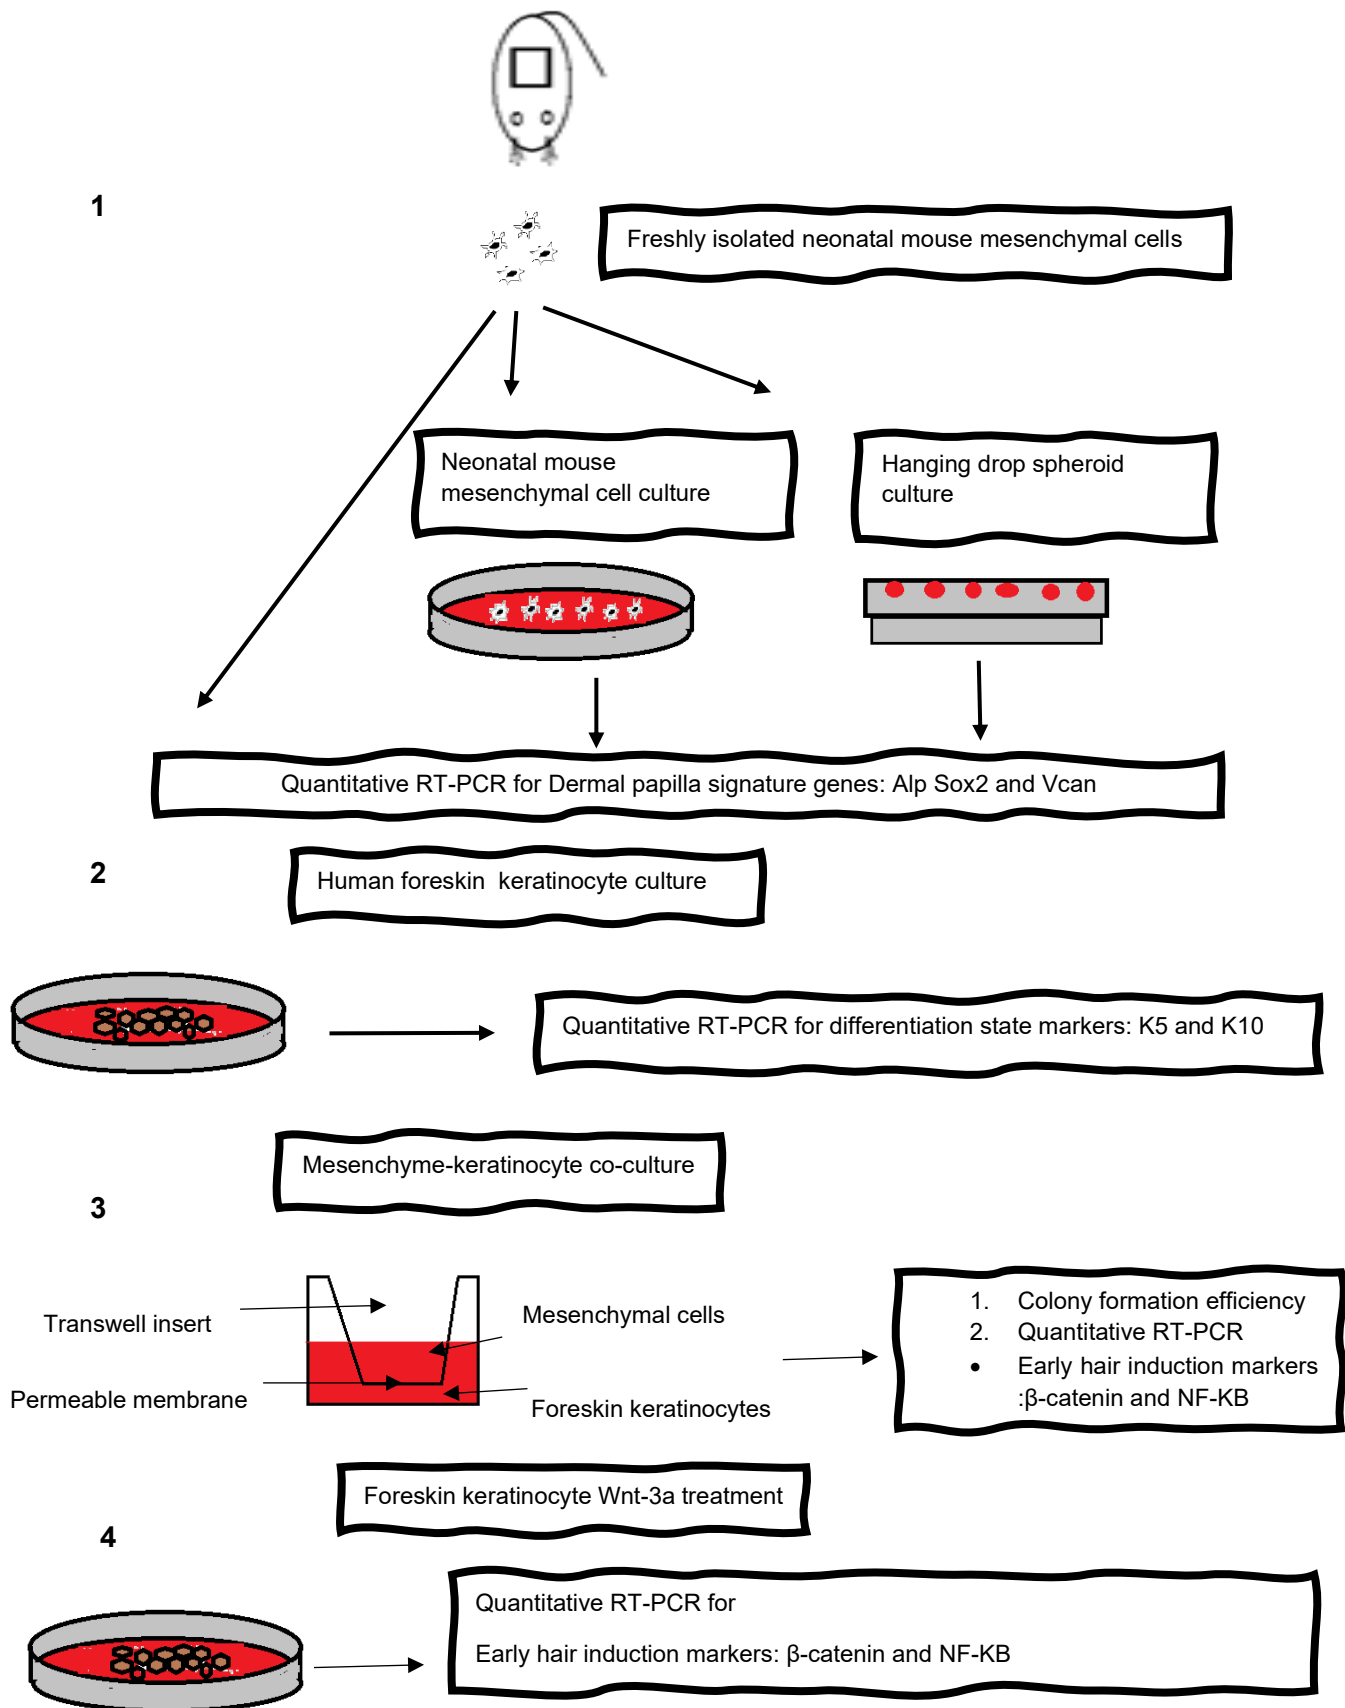 1
Freshly isolated neonatal mouse mesenchymal cells
Neonatal mouse
mesenchymal cell culture
Hanging drop spheroid
culture
Quantitative RT-PCR for Dermal papilla signature genes: Alp Sox2 and Vcan
2
Human foreskin  keratinocyte culture
Quantitative RT-PCR for differentiation state markers: K5 and K10
Mesenchyme-keratinocyte co-culture
3
Transwell insert
Permeable membrane
Mesenchymal cells
Foreskin keratinocytes
1. Colony formation efficiency
2. Quantitative RT-PCR
• Early hair induction markers
:β-catenin and NF-KB
Foreskin keratinocyte Wnt-3a treatment
4
Quantitative RT-PCR for
Early hair induction markers: β-catenin and NF-KB